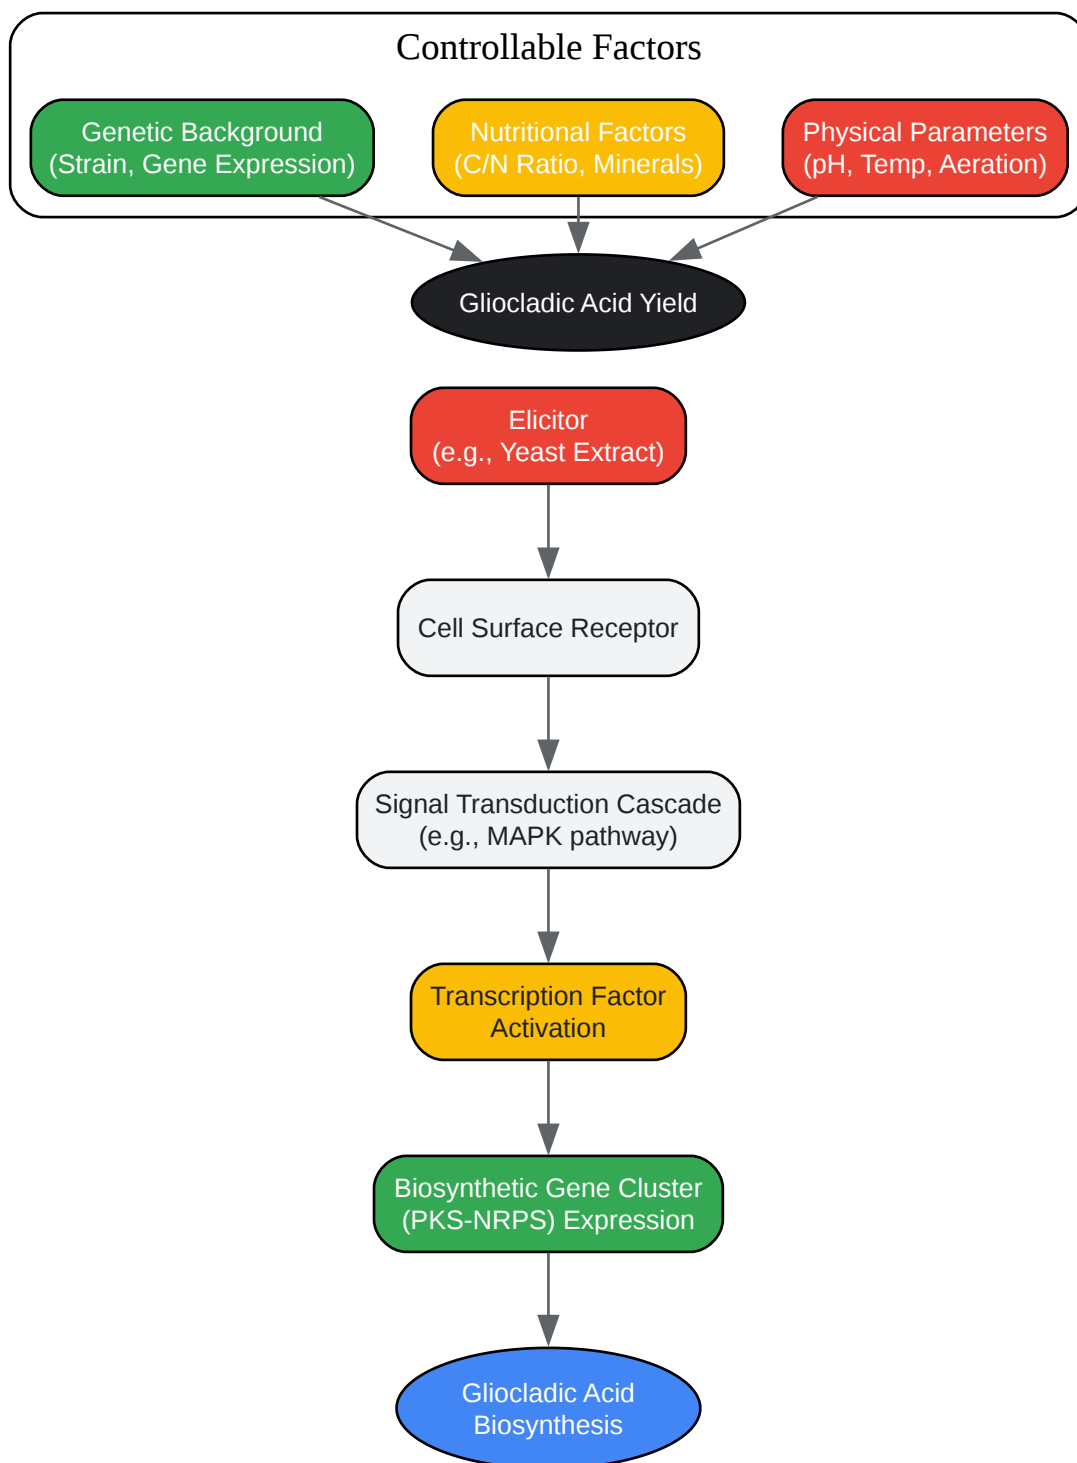 Controllable Factors
Genetic Background
(Strain, Gene Expression)
Nutritional Factors
(C/N Ratio, Minerals)
Physical Parameters
(pH, Temp, Aeration)
Gliocladic Acid Yield
Elicitor
(e.g., Yeast Extract)
Cell Surface Receptor
Signal Transduction Cascade
(e.g., MAPK pathway)
Transcription Factor
Activation
Biosynthetic Gene Cluster
(PKS-NRPS) Expression
Gliocladic Acid
Biosynthesis